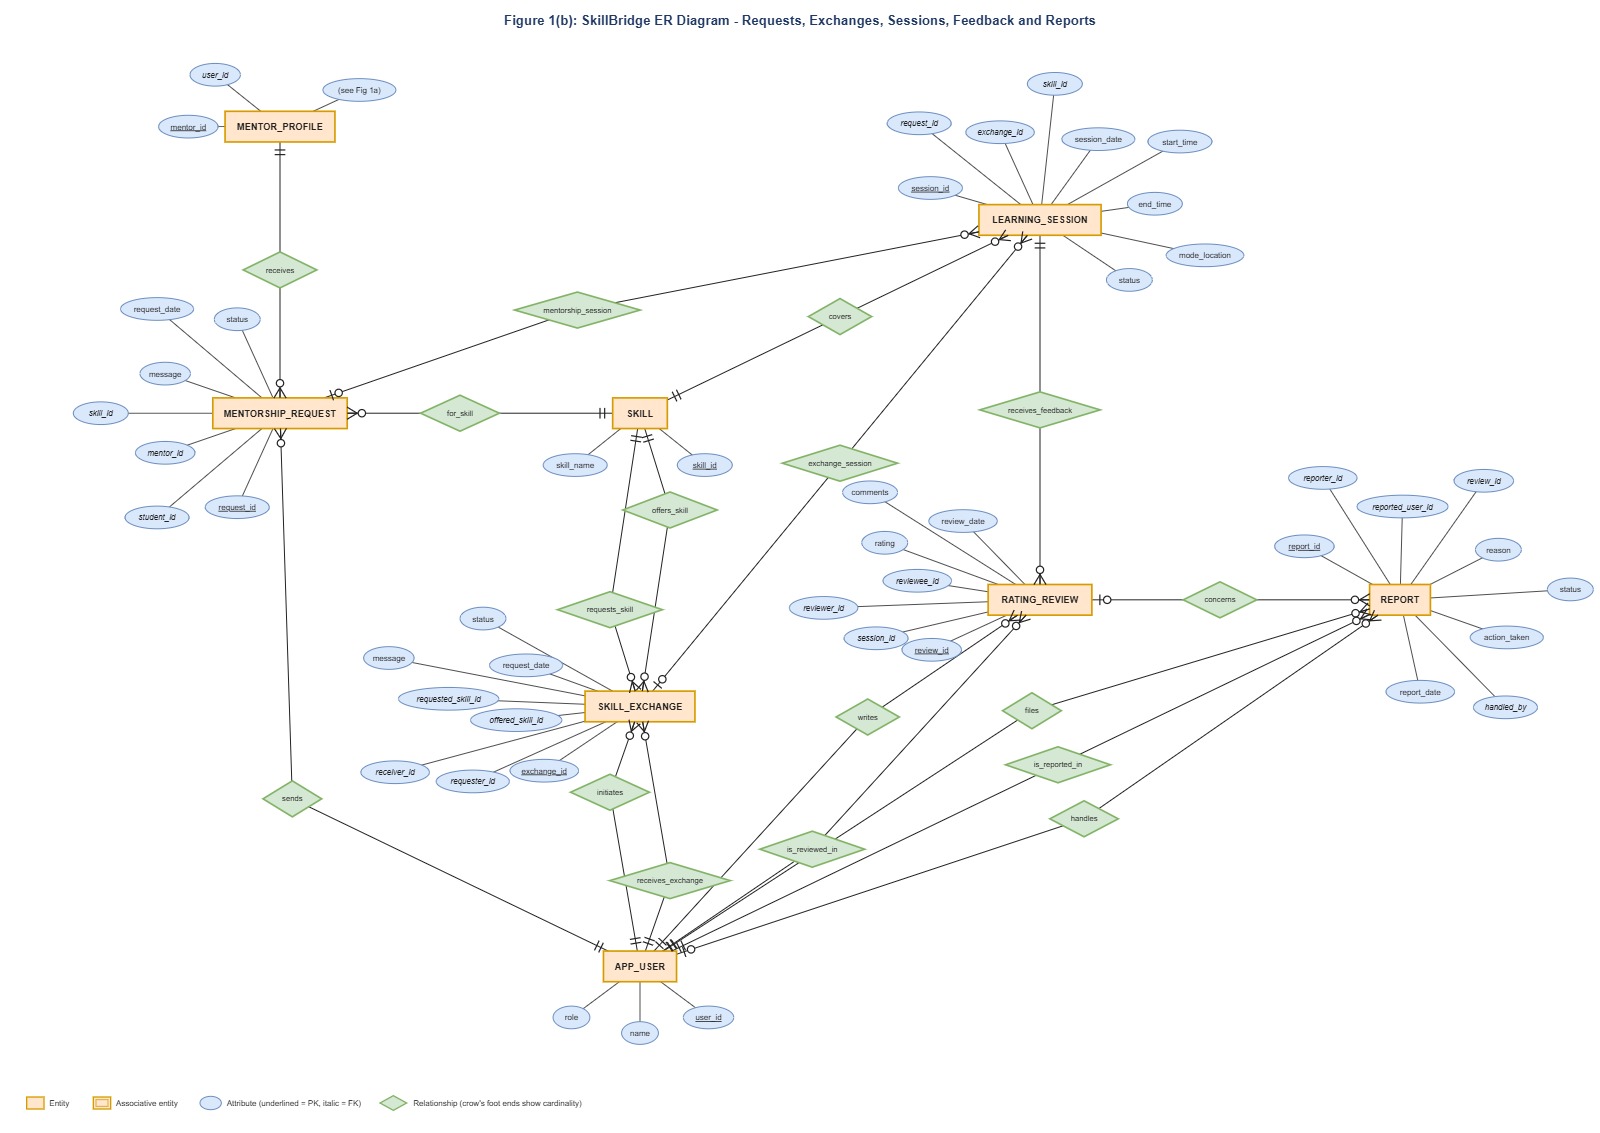 Figure 1(b): SkillBridge ER Diagram - Requests, Exchanges, Sessions, Feedback and Reports
user_id
(see Fig 1a)
mentor_id
MENTOR_PROFILE
skill_id
request_id
exchange_id
session_date
start_time
session_id
end_time
LEARNING_SESSION
mode_location
status
receives
request_date
status
mentorship_session
covers
message
skill_id
MENTORSHIP_REQUEST
for_skill
SKILL
receives_feedback
mentor_id
skill_name
skill_id
exchange_session
student_id
request_id
offers_skill
comments
review_date
rating
reviewee_id
reviewer_id
session_id
review_id
RATING_REVIEW
concerns
REPORT
reporter_id
reported_user_id
review_id
report_id
reason
status
action_taken
report_date
handled_by
requests_skill
status
message
request_date
requested_skill_id
offered_skill_id
SKILL_EXCHANGE
receiver_id
requester_id
exchange_id
writes
files
is_reported_in
handles
sends
initiates
is_reviewed_in
receives_exchange
APP_USER
role
name
user_id
Entity
Associative entity
Attribute (underlined = PK, italic = FK)
Relationship (crow's foot ends show cardinality)